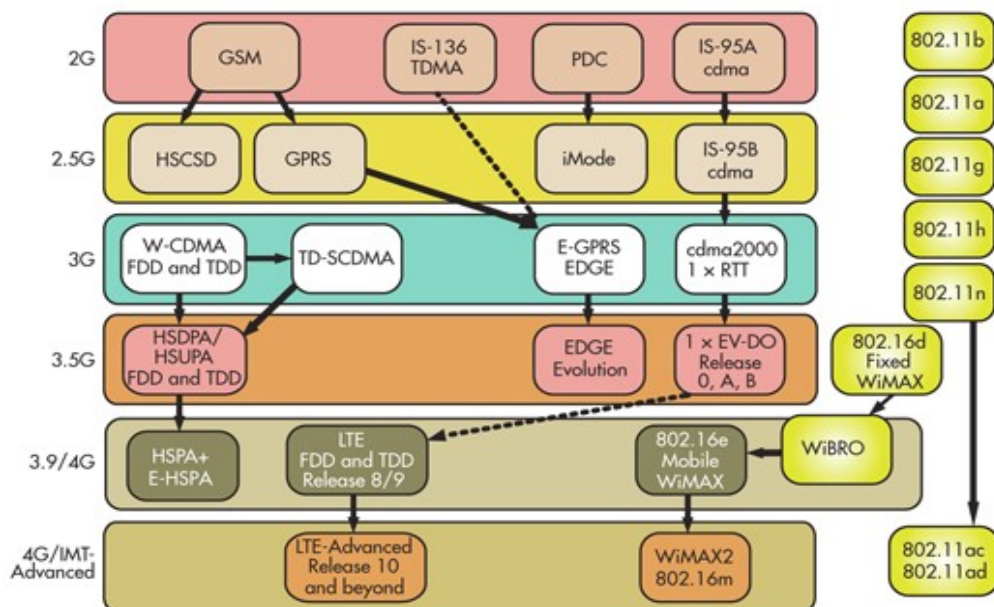 2G
GSM
IS-136
TDMA
PDC
IS-95A
cdma
802.11b
802.11a
2.5G
HSCSD
GPRS
iMode
IS-95B
cdma
802.11g
802.11h
3G
W-CDMA
FDD and TDD
TD-SCDMA
E-GPRS
EDGE
cdma2000
1 × RTT
802.11n
3.5G
HSDPA/
HSUPA
FDD and TDD
EDGE
Evolution
1 × EV-DO
Release
0, A, B
802.16d
Fixed
WiMAX
3.9/4G
HSPA+
E-HSPA
LTE
FDD and TDD
Release 8/9
802.16e
Mobile
WiMAX
WiBRO
4G/IMT-
Advanced
LTE-Advanced
Release 10
and beyond
WiMAX2
802.16m
802.11ac
802.11ad